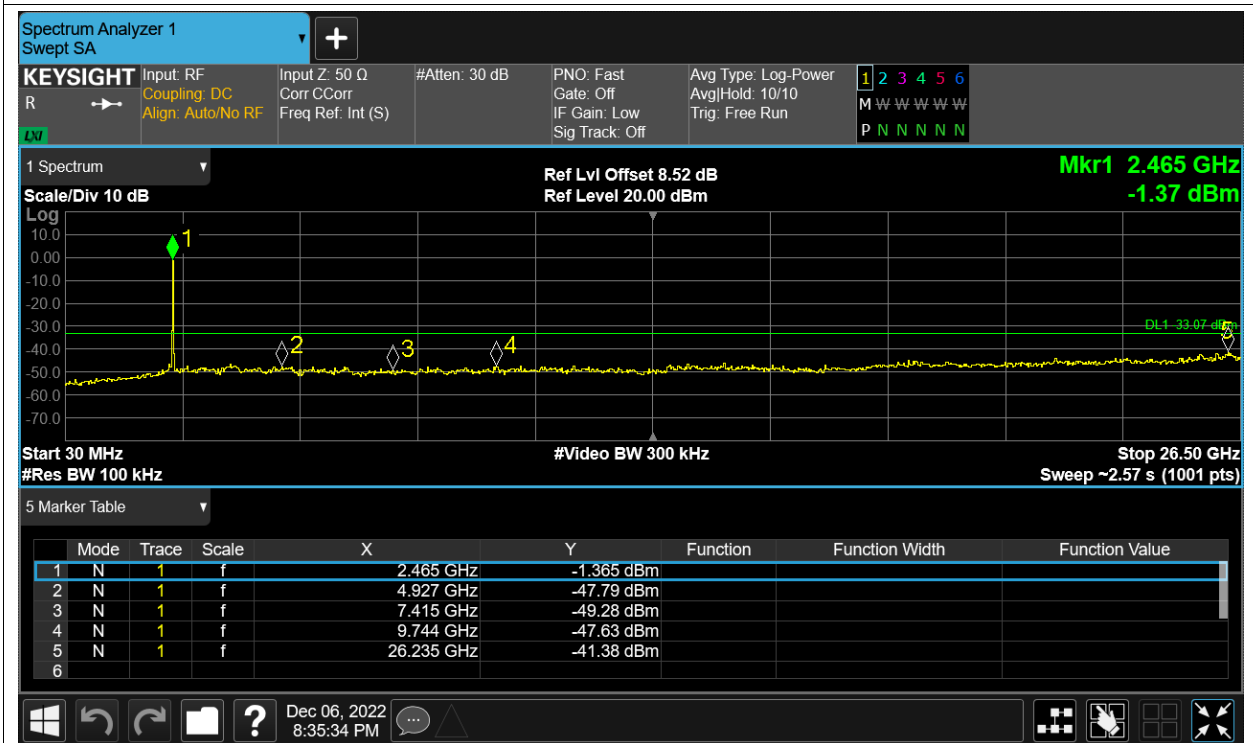 Spectrum Analyzer 1
Swept SA
KEYSIGHT Input: RF Input Z: 50 Ω #Atten: 30 dB PNO: Fast Avg Type: Log-Power 1 2 3 4 5 6
R Coupling: DC Corr CCorr Gate: Off Avg|Hold: 10/10 M W W W W W
Align: Auto/No RF Freq Ref: Int (S) IF Gain: Low Trig: Free Run
LXI Sig Track: Off P N N N N N
1 Spectrum Ref Lvl Offset 8.52 dB Mkr1 2.465 GHz
Scale/Div 10 dB Ref Level 20.00 dBm -1.37 dBm
Log
10.0
0.00
-10.0
-20.0
-30.0
-40.0
-50.0
-60.0
-70.0
1
2
3
4
5
DL1 -33.07 dBm
Start 30 MHz #Video BW 300 kHz Stop 26.50 GHz
#Res BW 100 kHz Sweep ~2.57 s (1001 pts)
5 Marker Table
Mode Trace Scale X Y Function Function Width Function Value
1 N 1 f 2.465 GHz -1.365 dBm
2 N 1 f 4.927 GHz -47.79 dBm
3 N 1 f 7.415 GHz -49.28 dBm
4 N 1 f 9.744 GHz -47.63 dBm
5 N 1 f 26.235 GHz -41.38 dBm
6
? Dec 06, 2022
8:35:34 PM